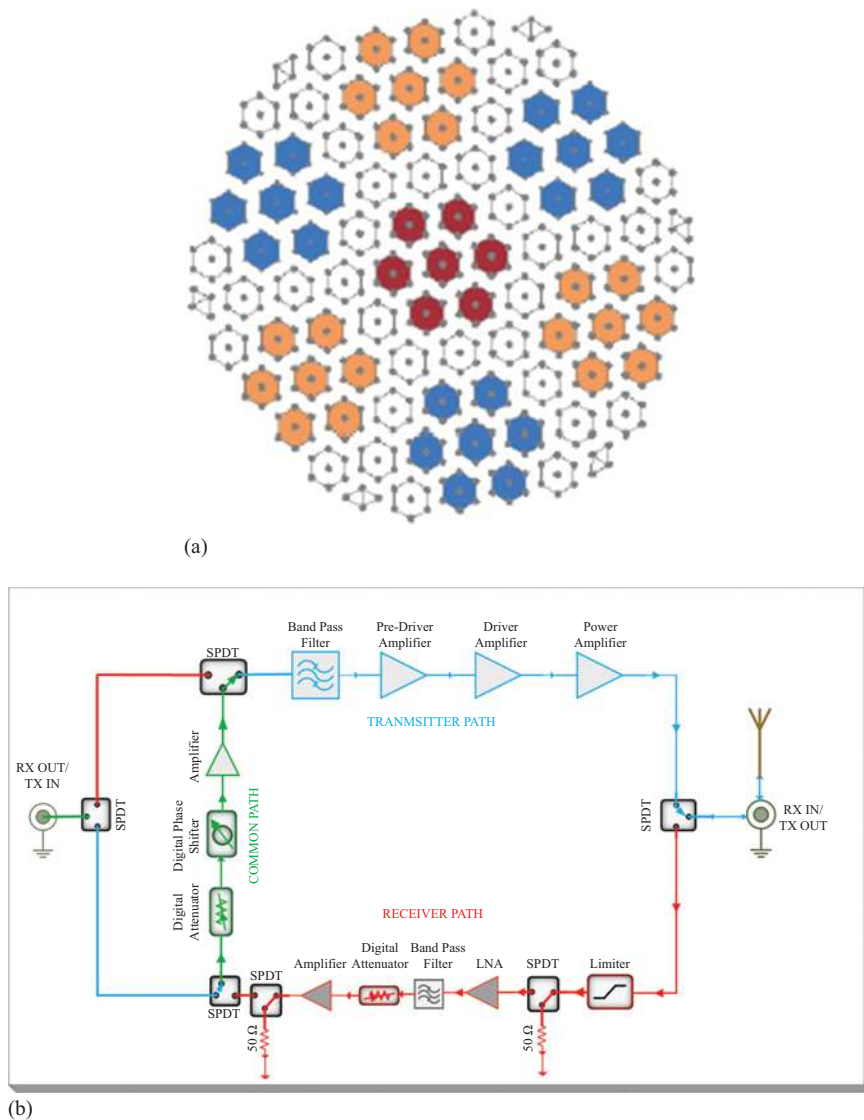 (a)
Band Pass
Filter
Pre-Driver
Amplifier
Driver
Amplifier
Power
Amplifier
SPDT
TRANMSITTER PATH
Amplifier
RX OUT/
TX IN
SPDT
Digital Phase
Shifter
COMMON PATH
SPDT
RX IN/
TX OUT
Digital
Attenuator
RECEIVER PATH
SPDT
Amplifier
Digital
Attenuator
Band Pass
Filter
LNA
SPDT
Limiter
SPDT
50 Ω
50 Ω
(b)